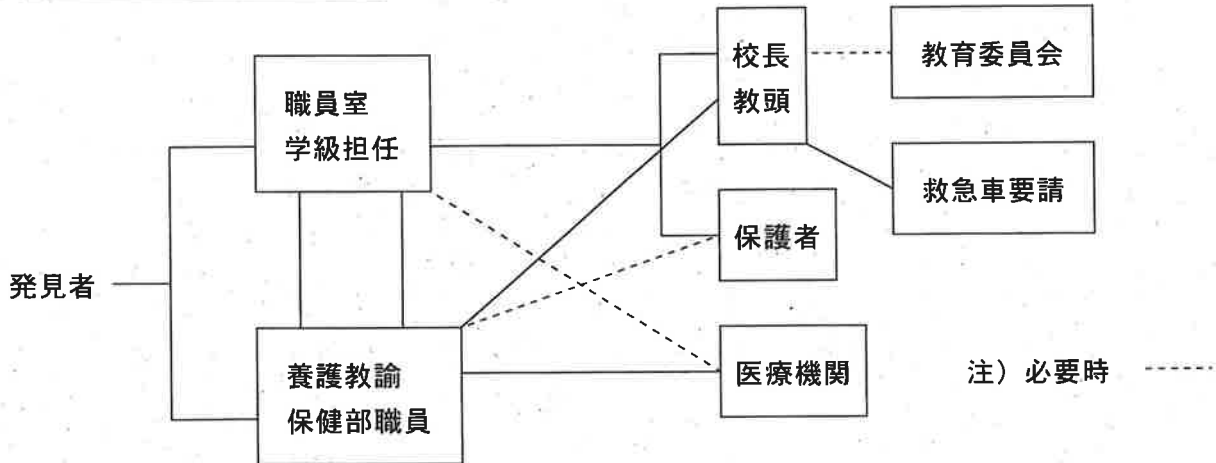 校長
教頭
教育委員会
職員室
学級担任
救急車要請
保護者
発見者
養護教諭
保健部職員
医療機関
注）必要時